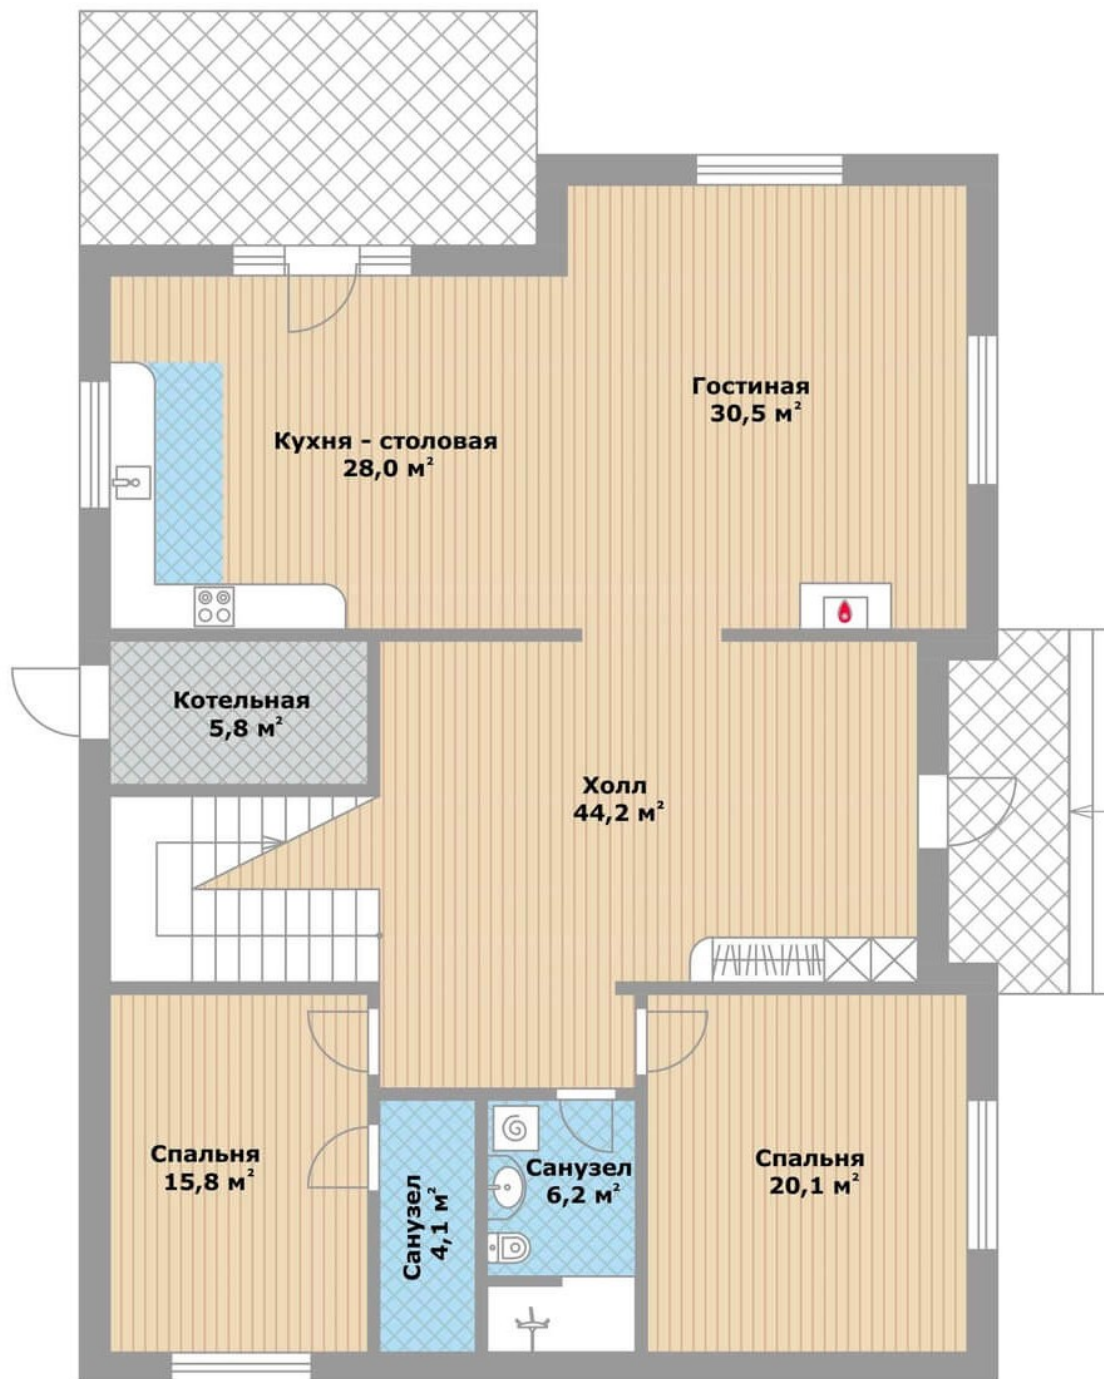 Гостиная
30,5 м²
Кухня - столовая
28,0 м²
Котельная
5,8 м²
Холл
44,2 м²
Спальня
15,8 м²
Санузел
4,1 м²
Санузел
6,2 м²
Спальня
20,1 м²